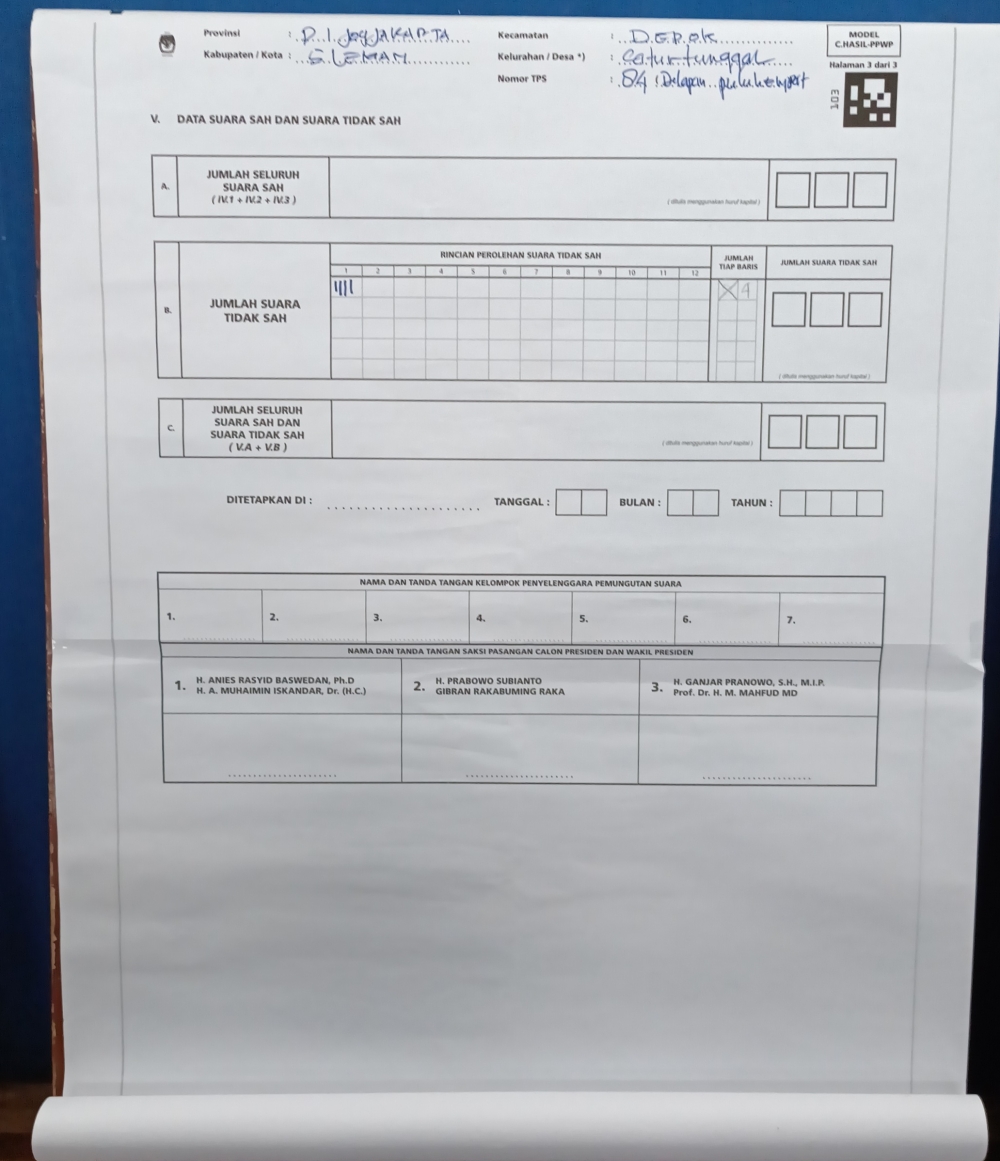 Provinsi : D.I. JogJAKARTA
Kabupaten / Kota : SLEMAN
Kecamatan : DEPOK
Kelurahan / Desa *) : Caturtunggal
Nomor TPS : 84 (Delapan puluh empat
MODEL
C.HASIL-PPWP
Halaman 3 dari 3
103
V. DATA SUARA SAH DAN SUARA TIDAK SAH
A. JUMLAH SELURUH
SUARA SAH
( IV.1 + IV.2 + IV.3 )
( ditulis menggunakan huruf kapital )
B. JUMLAH SUARA
TIDAK SAH
RINCIAN PEROLEHAN SUARA TIDAK SAH
1 2 3 4 5 6 7 8 9 10 11 12
JUMLAH
TIAP BARIS
JUMLAH SUARA TIDAK SAH
X 4
( ditulis menggunakan huruf kapital )
C. JUMLAH SELURUH
SUARA SAH DAN
SUARA TIDAK SAH
( V.A + V.B )
( ditulis menggunakan huruf kapital )
DITETAPKAN DI : TANGGAL : BULAN : TAHUN :
NAMA DAN TANDA TANGAN KELOMPOK PENYELENGGARA PEMUNGUTAN SUARA
1. 2. 3. 4. 5. 6. 7.
NAMA DAN TANDA TANGAN SAKSI PASANGAN CALON PRESIDEN DAN WAKIL PRESIDEN
1. H. ANIES RASYID BASWEDAN, Ph.D
H. A. MUHAIMIN ISKANDAR, Dr. (H.C.)
2. H. PRABOWO SUBIANTO
GIBRAN RAKABUMING RAKA
3. H. GANJAR PRANOWO, S.H., M.I.P.
Prof. Dr. H. M. MAHFUD MD